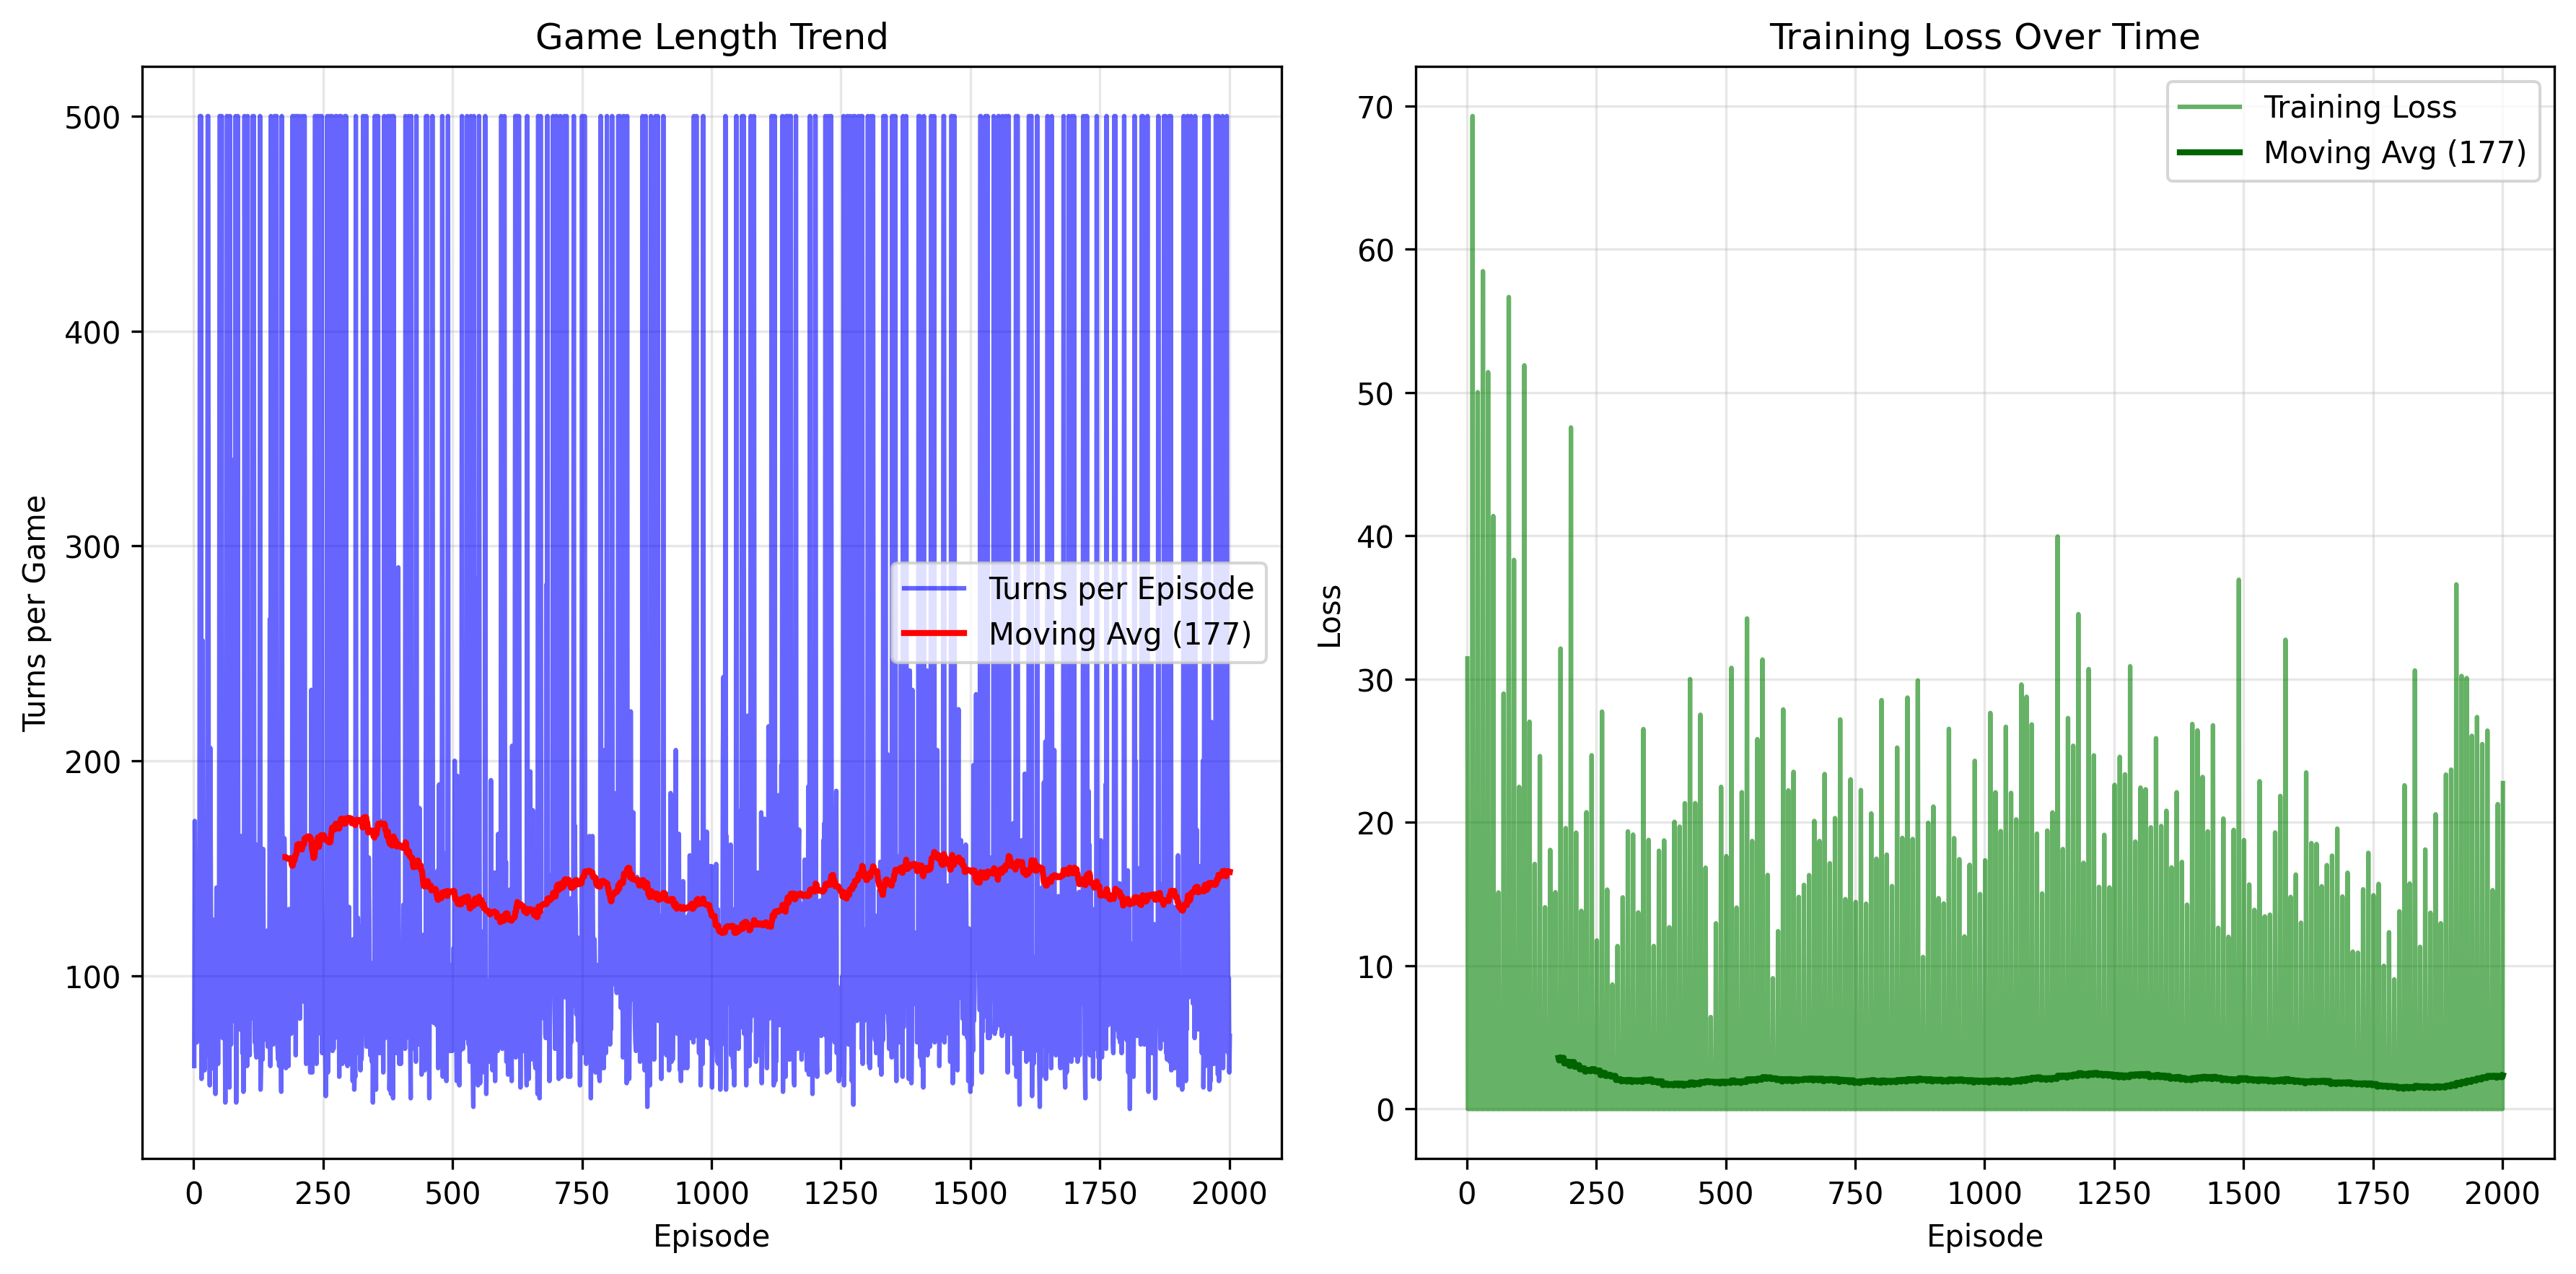 Game Length Trend
Turns per Game
500
400
300
200
100
Turns per Episode
Moving Avg (177)
0 250 500 750 1000 1250 1500 1750 2000
Episode
Training Loss Over Time
Loss
70
60
50
40
30
20
10
0
Training Loss
Moving Avg (177)
0 250 500 750 1000 1250 1500 1750 2000
Episode